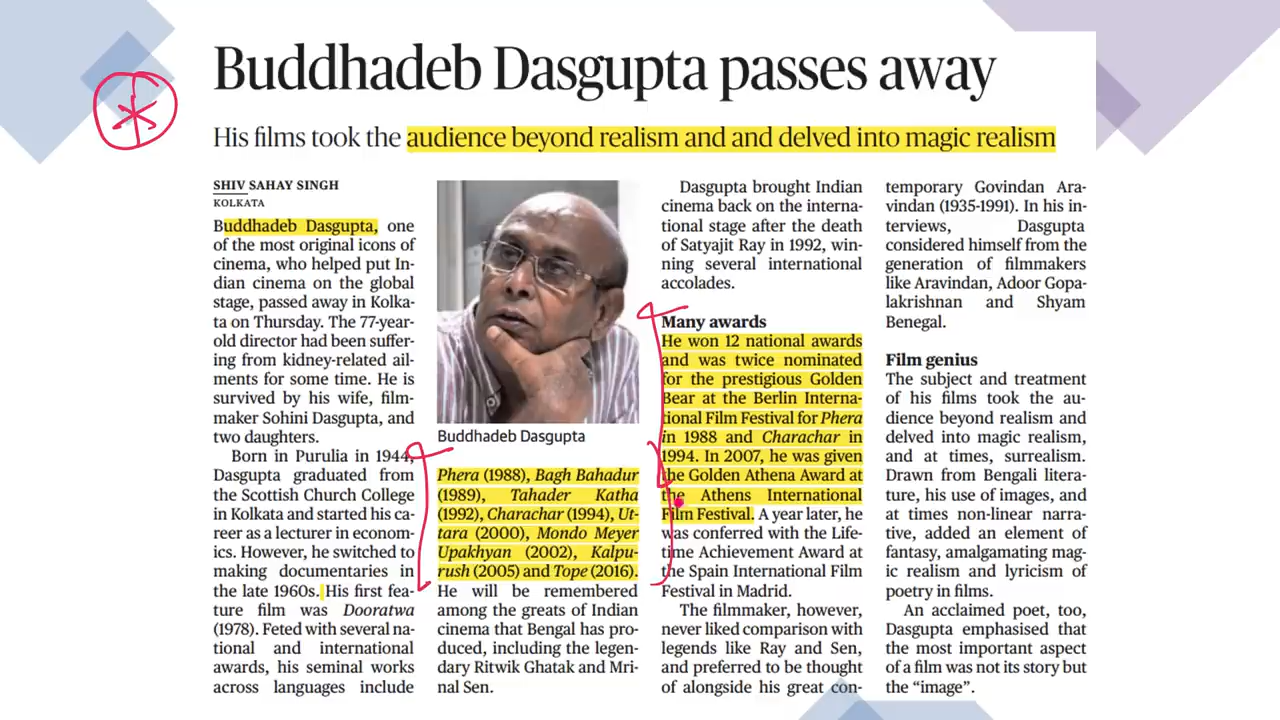 Buddhadeb Dasgupta passes away
His films took the audience beyond realism and and delved into magic realism
SHIV SAHAY SINGH
KOLKATA
Buddhadeb Dasgupta, one
of the most original icons of
cinema, who helped put In-
dian cinema on the global
stage, passed away in Kolka-
ta on Thursday. The 77-year-
old director had been suffer-
ing from kidney-related ail-
ments for some time. He is
survived by his wife, film-
maker Sohini Dasgupta, and
two daughters.
Born in Purulia in 1944,
Dasgupta graduated from
the Scottish Church College
in Kolkata and started his ca-
reer as a lecturer in econom-
ics. However, he switched to
making documentaries in
the late 1960s. His first fea-
ture film was Dooratwa
(1978). Feted with several na-
tional and international
awards, his seminal works
across languages include
Buddhadeb Dasgupta
Phera (1988), Bagh Bahadur
(1989), Tahader Katha
(1992), Charachar (1994), Ut-
tara (2000), Mondo Meyer
Upakhyan (2002), Kalpu-
rush (2005) and Tope (2016).
He will be remembered
among the greats of Indian
cinema that Bengal has pro-
duced, including the legen-
dary Ritwik Ghatak and Mri-
nal Sen.
Dasgupta brought Indian
cinema back on the interna-
tional stage after the death
of Satyajit Ray in 1992, win-
ning several international
accolades.
Many awards
He won 12 national awards
and was twice nominated
for the prestigious Golden
Bear at the Berlin Interna-
tional Film Festival for Phera
in 1988 and Charachar in
1994. In 2007, he was given
the Golden Athena Award at
the Athens International
Film Festival. A year later, he
was conferred with the Life-
time Achievement Award at
the Spain International Film
Festival in Madrid.
The filmmaker, however,
never liked comparison with
legends like Ray and Sen,
and preferred to be thought
of alongside his great con-
temporary Govindan Ara-
vindan (1935-1991). In his in-
terviews, Dasgupta
considered himself from the
generation of filmmakers
like Aravindan, Adoor Gopa-
lakrishnan and Shyam
Benegal.
Film genius
The subject and treatment
of his films took the au-
dience beyond realism and
delved into magic realism,
and at times, surrealism.
Drawn from Bengali litera-
ture, his use of images, and
at times non-linear narra-
tive, added an element of
fantasy, amalgamating mag-
ic realism and lyricism of
poetry in films.
An acclaimed poet, too,
Dasgupta emphasised that
the most important aspect
of a film was not its story but
the “image”.